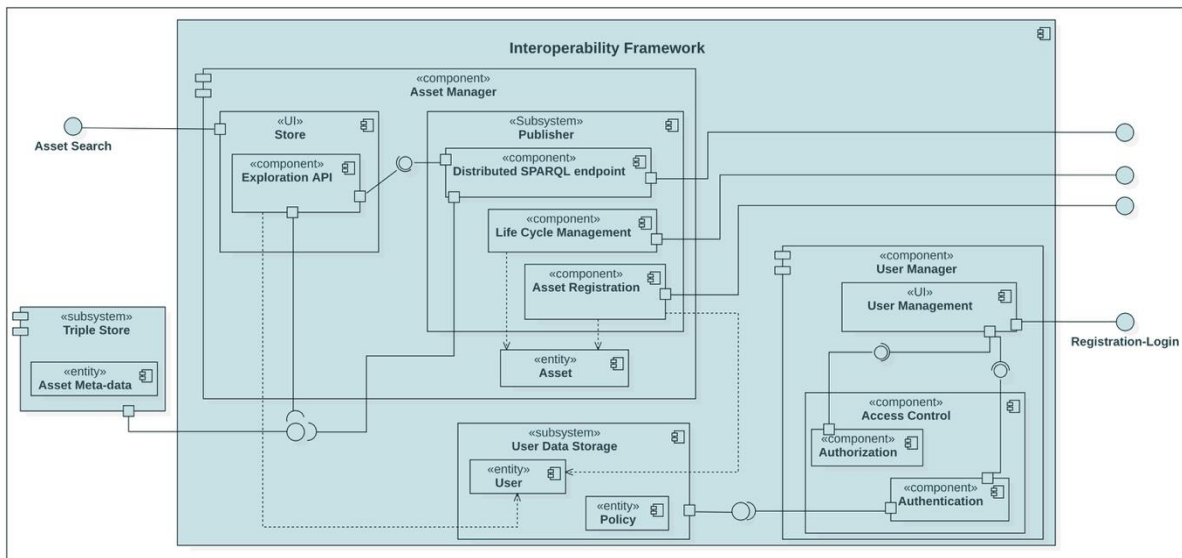 Interoperability Framework
«component»
Asset Manager
«UI»
Store
«component»
Exploration API
«Subsystem»
Publisher
«component»
Distributed SPARQL endpoint
«component»
Life Cycle Management
«component»
Asset Registration
«entity»
Asset
Asset Search
«subsystem»
Triple Store
«entity»
Asset Meta-data
«component»
User Manager
«UI»
User Management
Registration-Login
«component»
Access Control
«component»
Authorization
«component»
Authentication
«subsystem»
User Data Storage
«entity»
User
«entity»
Policy